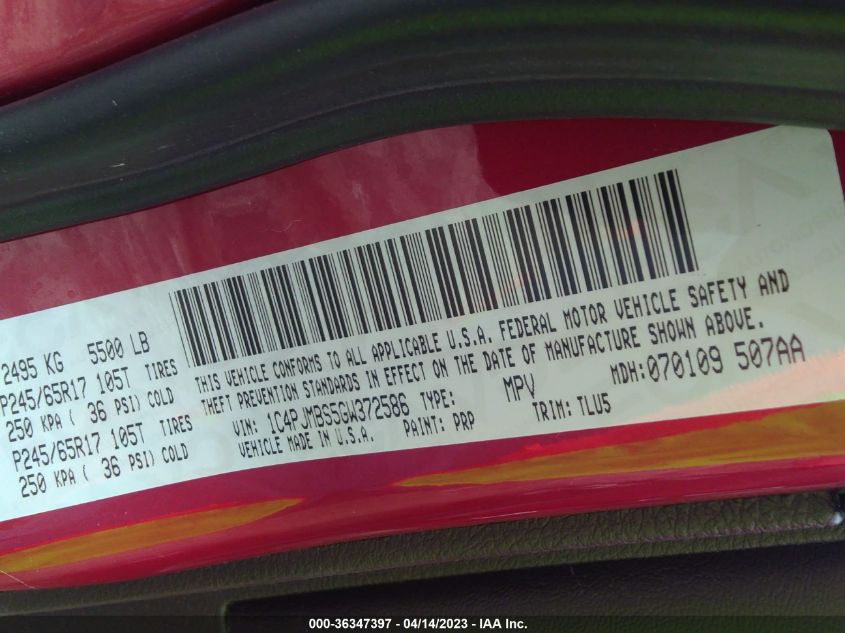 2495 KG 5500 LB
P245/65R17 105T TIRES
250 KPA ( 36 PSI) COLD
P245/65R17 105T TIRES
250 KPA ( 36 PSI) COLD
THIS VEHICLE CONFORMS TO ALL APPLICABLE U.S.A. FEDERAL MOTOR VEHICLE SAFETY AND
THEFT PREVENTION STANDARDS IN EFFECT ON THE DATE OF MANUFACTURE SHOWN ABOVE.
VIN: 1C4PJMBS5GW372586 TYPE: MPV MDH:070109 507AA
VEHICLE MADE IN U.S.A. PAINT: PRP TRIM: TLU5
000-36347397 - 04/14/2023 - IAA Inc.